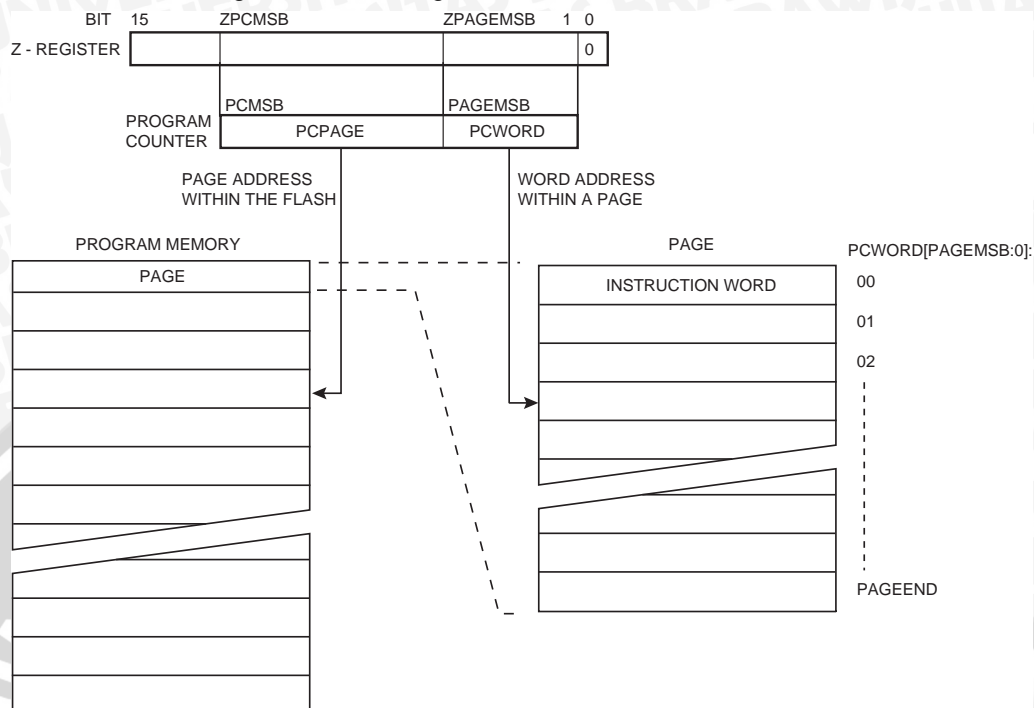 BIT 15 ZPCMSB ZPAGEMSB 1 0
Z - REGISTER 0
PCMSB PAGEMSB
PROGRAM
COUNTER
PCPAGE PCWORD
PAGE ADDRESS
WITHIN THE FLASH
WORD ADDRESS
WITHIN A PAGE
PROGRAM MEMORY
PAGE
PAGE
PCWORD[PAGEMSB:0]:
INSTRUCTION WORD
00
01
02
PAGEEND